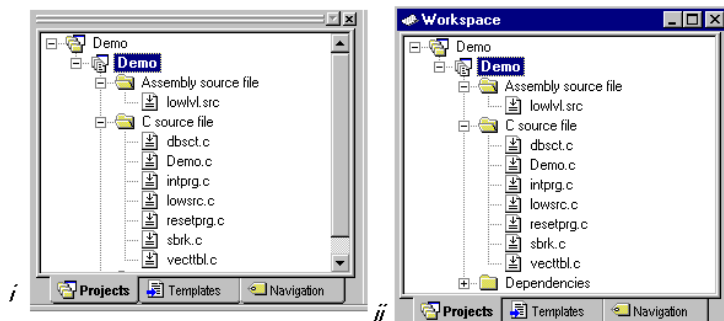 Demo
Demo
Assembly source file
lowlvl.src
C source file
dbsct.c
Demo.c
intprg.c
lowsrc.c
resetprg.c
sbrk.c
vecttbl.c
Projects Templates Navigation
i
Workspace
Demo
Demo
Assembly source file
lowlvl.src
C source file
dbsct.c
Demo.c
intprg.c
lowsrc.c
resetprg.c
sbrk.c
vecttbl.c
Dependencies
Projects Templates Navigation
ii